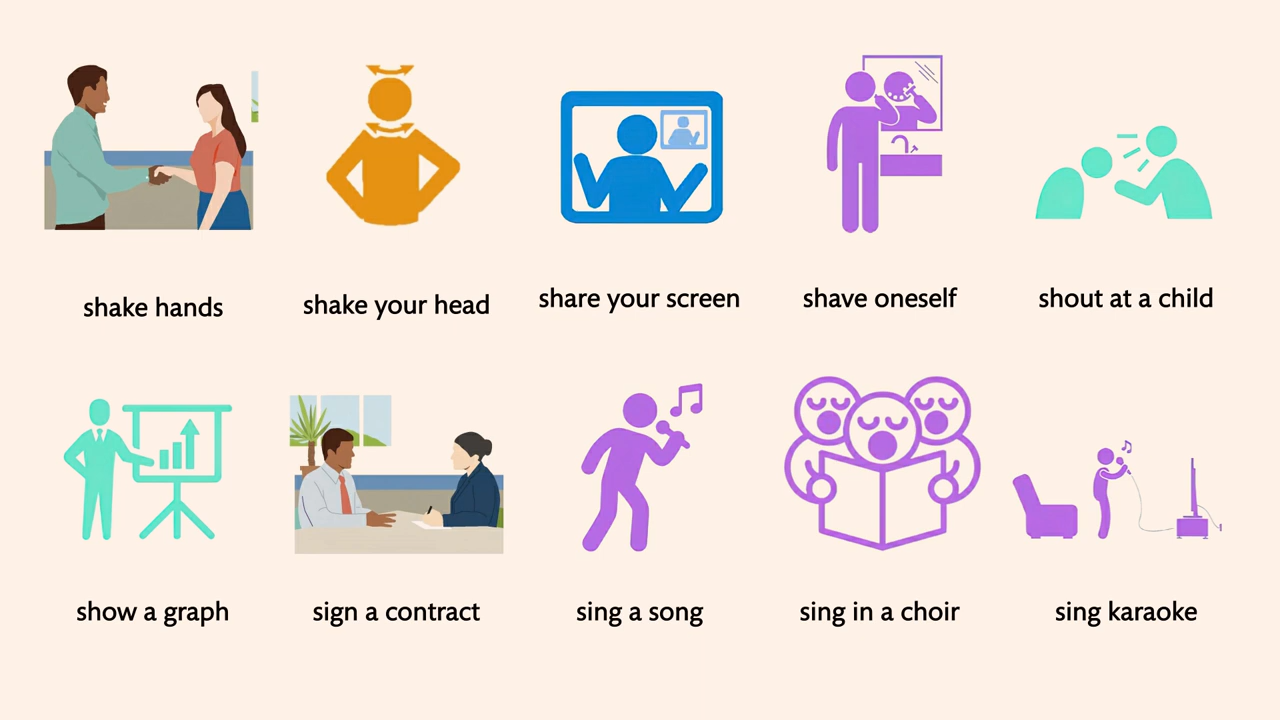 shake hands
shake your head
share your screen
shave oneself
shout at a child
show a graph
sign a contract
sing a song
sing in a choir
sing karaoke